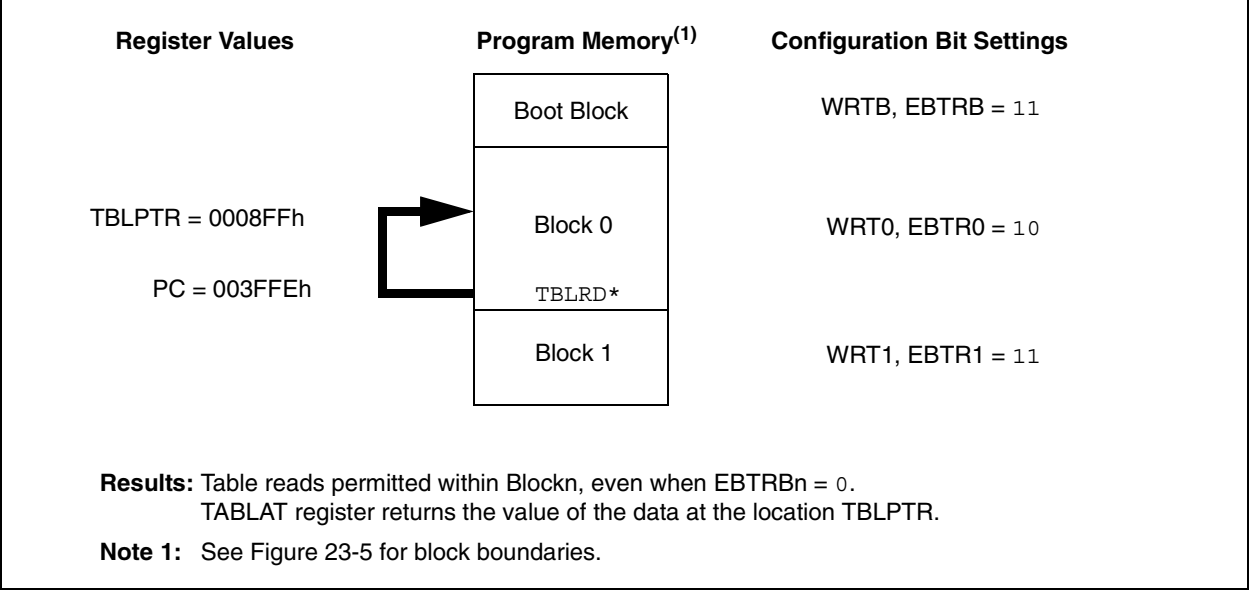 Register Values Program Memory(1) Configuration Bit Settings
Boot Block WRTB, EBTRB = 11
TBLPTR = 0008FFh Block 0 WRT0, EBTR0 = 10
PC = 003FFEh TBLRD*
Block 1 WRT1, EBTR1 = 11
Results: Table reads permitted within Blockn, even when EBTRBn = 0.
TABLAT register returns the value of the data at the location TBLPTR.
Note 1: See Figure 23-5 for block boundaries.